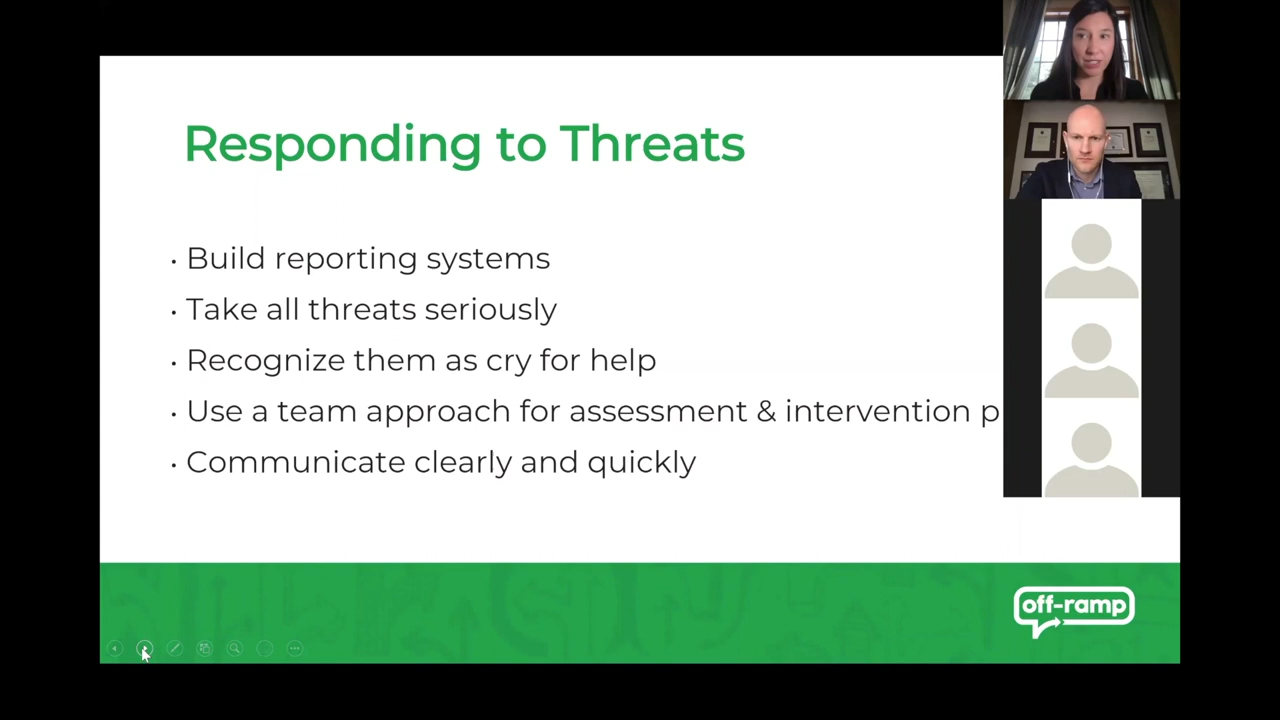 Responding to Threats
• Build reporting systems
• Take all threats seriously
• Recognize them as cry for help
• Use a team approach for assessment & intervention p
• Communicate clearly and quickly
off-ramp